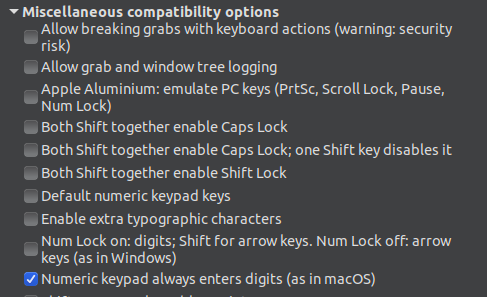 Miscellaneous compatibility options
Allow breaking grabs with keyboard actions (warning: security
risk)
Allow grab and window tree logging
Apple Aluminium: emulate PC keys (PrtSc, Scroll Lock, Pause,
Num Lock)
Both Shift together enable Caps Lock
Both Shift together enable Caps Lock; one Shift key disables it
Both Shift together enable Shift Lock
Default numeric keypad keys
Enable extra typographic characters
Num Lock on: digits; Shift for arrow keys. Num Lock off: arrow
keys (as in Windows)
Numeric keypad always enters digits (as in macOS)